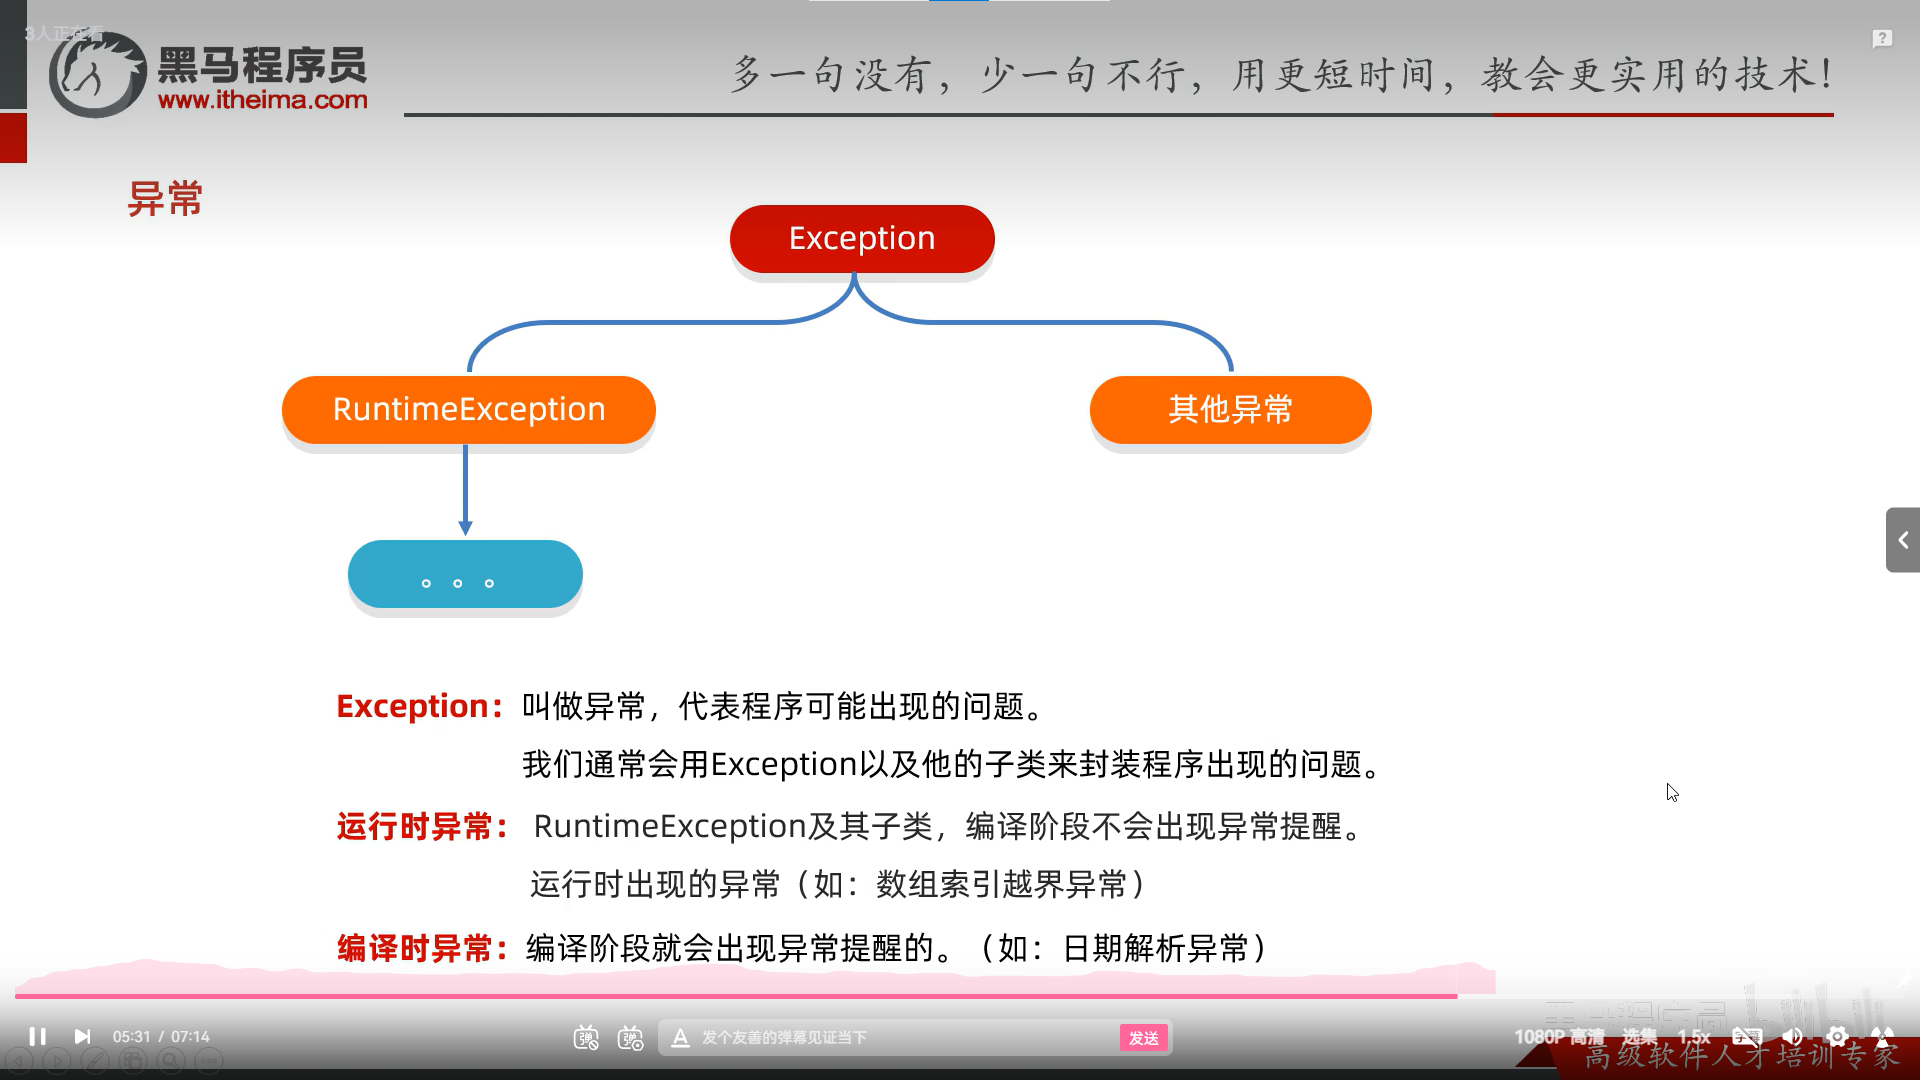 3人正在看
黑马程序员
www.itheima.com
多一句没有，少一句不行，用更短时间，教会更实用的技术！
异常
Exception
RuntimeException
其他异常
。。。
Exception：叫做异常，代表程序可能出现的问题。
我们通常会用Exception以及他的子类来封装程序出现的问题。
运行时异常：RuntimeException及其子类，编译阶段不会出现异常提醒。
运行时出现的异常（如：数组索引越界异常）
编译时异常：编译阶段就会出现异常提醒的。（如：日期解析异常）
黑马程序员 bilibili
05:31 / 07:14
弹
弹
A 发个友善的弹幕见证当下
发送
1080P 高清
选集
1.5x
字幕
高级软件人才培训专家